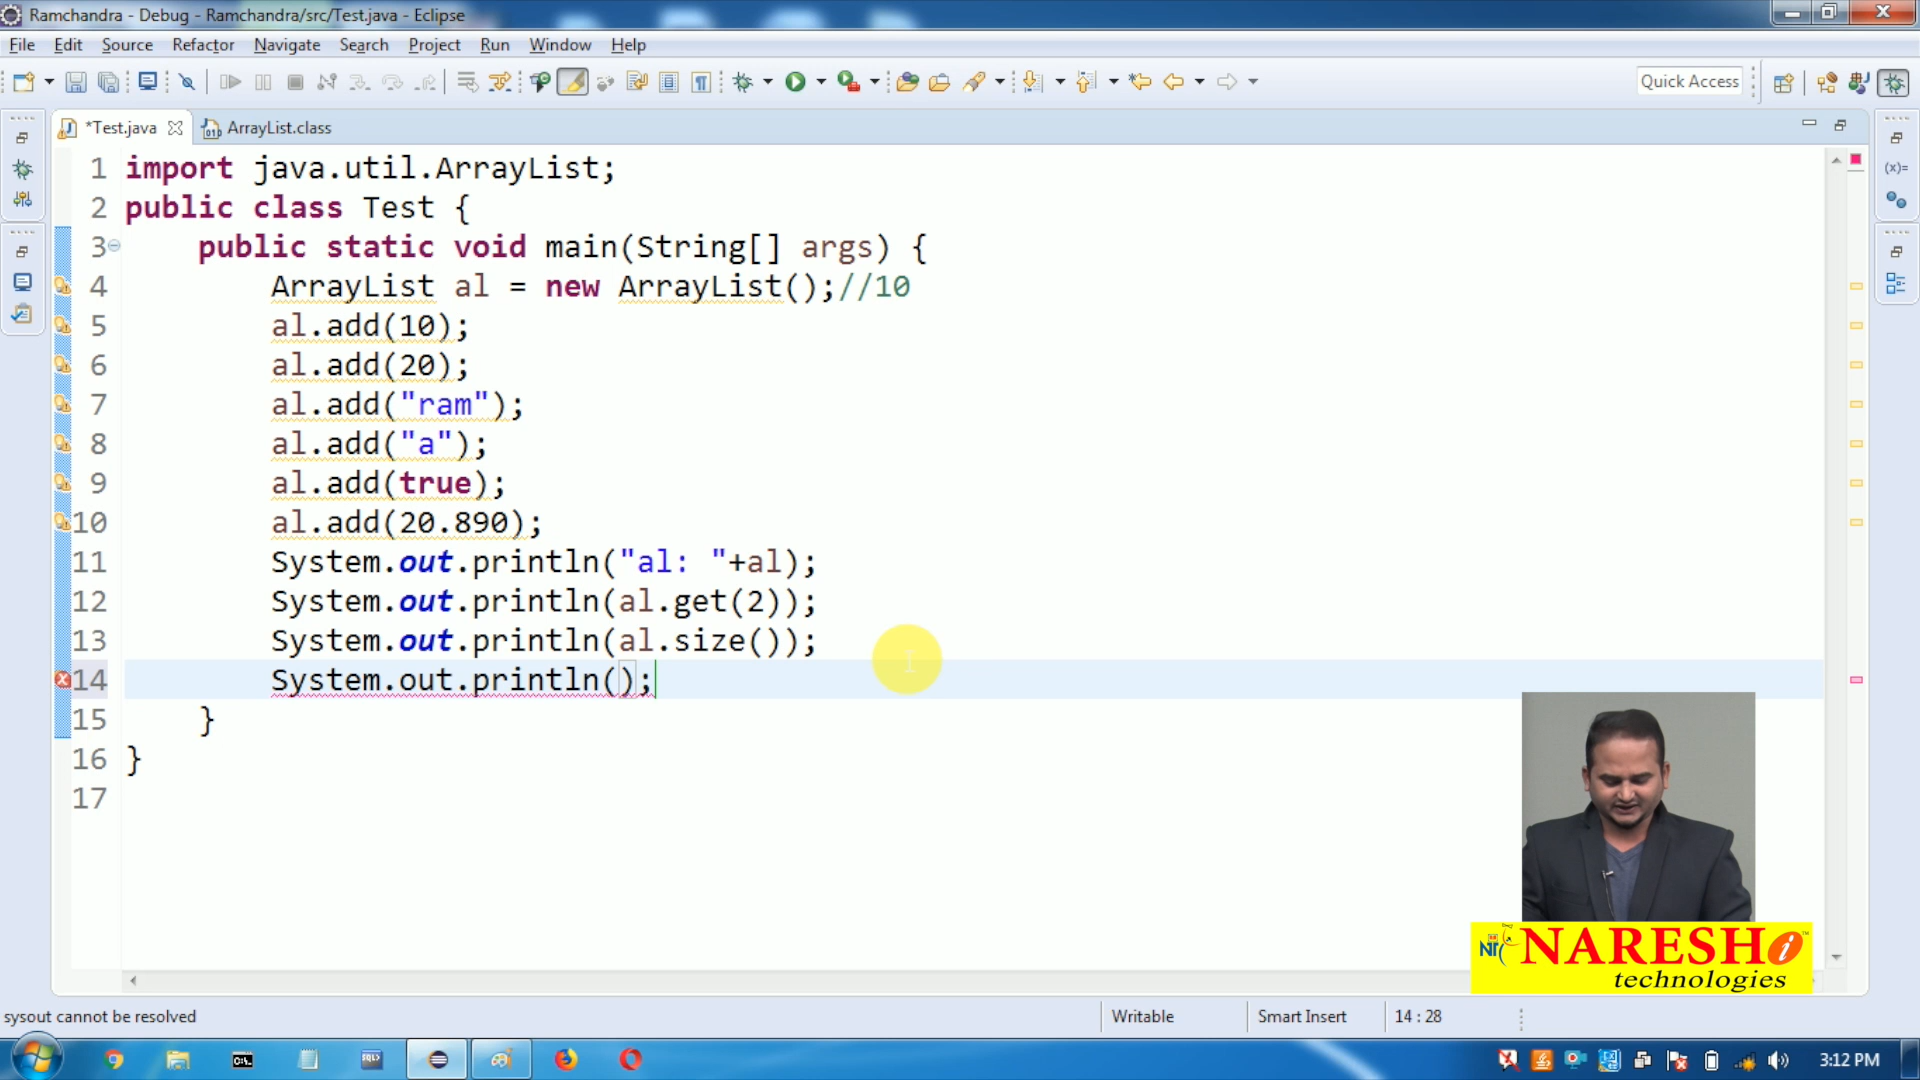 Ramchandra - Debug - Ramchandra/src/Test.java - Eclipse
File Edit Source Refactor Navigate Search Project Run Window Help
Quick Access
*Test.java ArrayList.class
1 import java.util.ArrayList;
2 public class Test {
3 public static void main(String[] args) {
4 ArrayList al = new ArrayList();//10
5 al.add(10);
6 al.add(20);
7 al.add("ram");
8 al.add("a");
9 al.add(true);
10 al.add(20.890);
11 System.out.println("al: "+al);
12 System.out.println(al.get(2));
13 System.out.println(al.size());
14 System.out.println();
15 }
16 }
17
NARESH i
technologies
sysout cannot be resolved Writable Smart Insert 14 : 28
3:12 PM